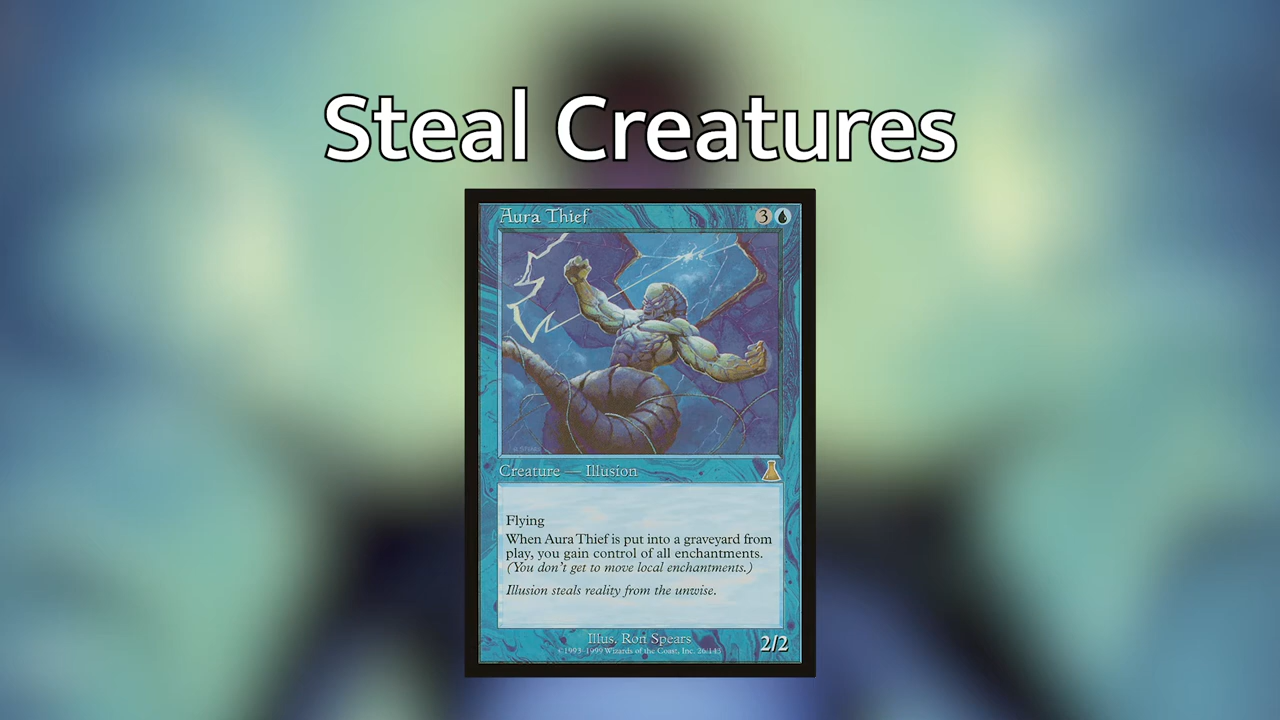 Steal Creatures
Aura Thief 3
Creature — Illusion
Flying
When Aura Thief is put into a graveyard from
play, you gain control of all enchantments.
(You don't get to move local enchantments.)
Illusion steals reality from the unwise.
Illus. Ron Spears
©1993-1999 Wizards of the Coast, Inc. 26/143
2/2